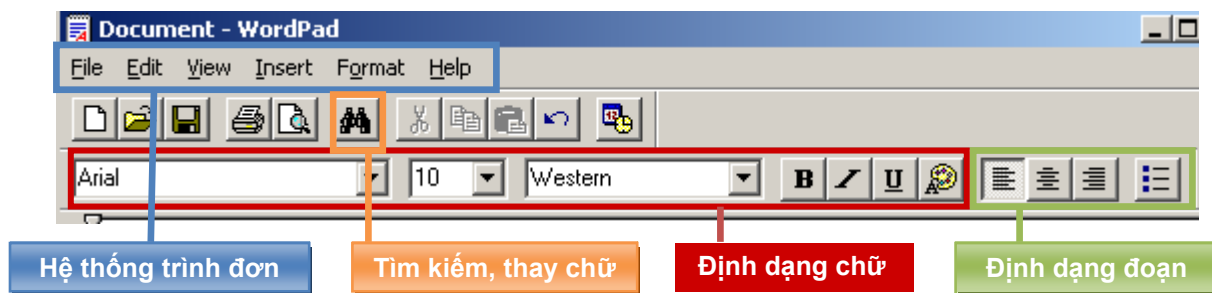 Document - WordPad
File Edit View Insert Format Help
Arial 10 Western B I U
Hệ thống trình đơn Tìm kiếm, thay chữ Định dạng chữ Định dạng đoạn